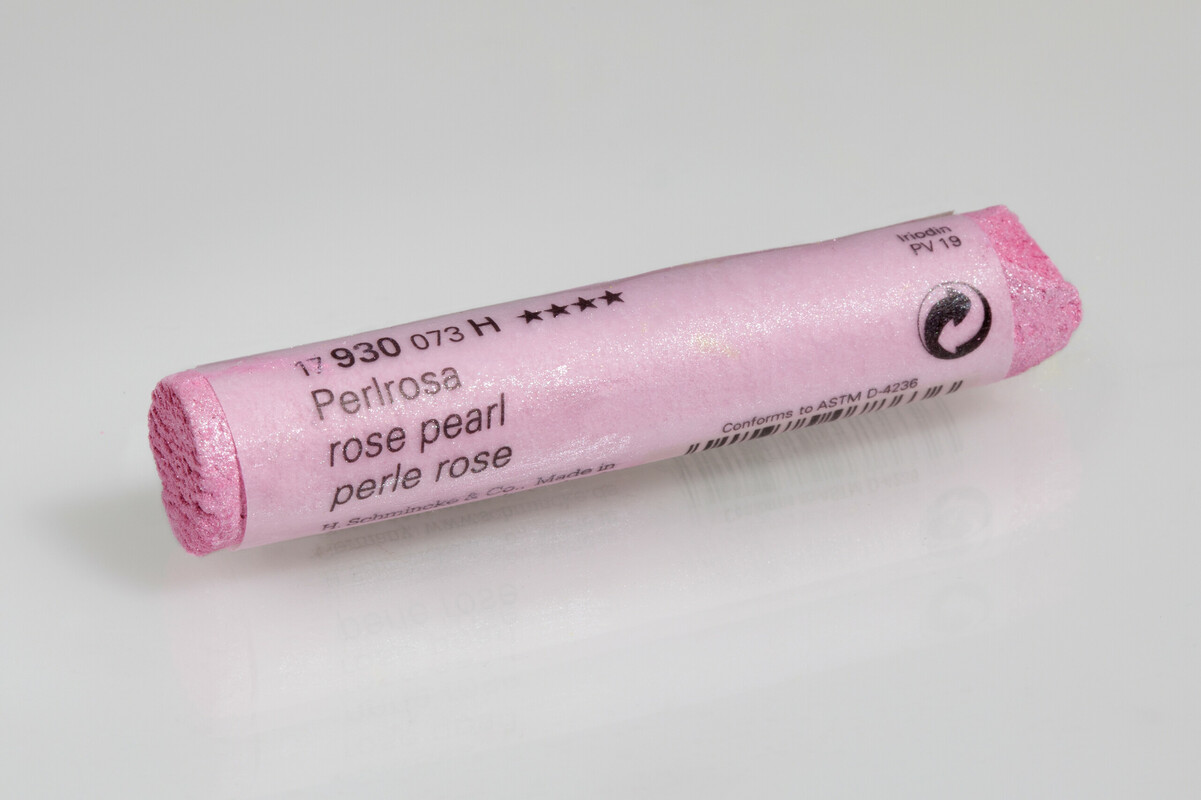 17 930 073 H ★★★★
Perlrosa
rose pearl
perle rose
H. Schmincke & Co., Made in
Iriodin
PV 19
Conforms to ASTM D-4236